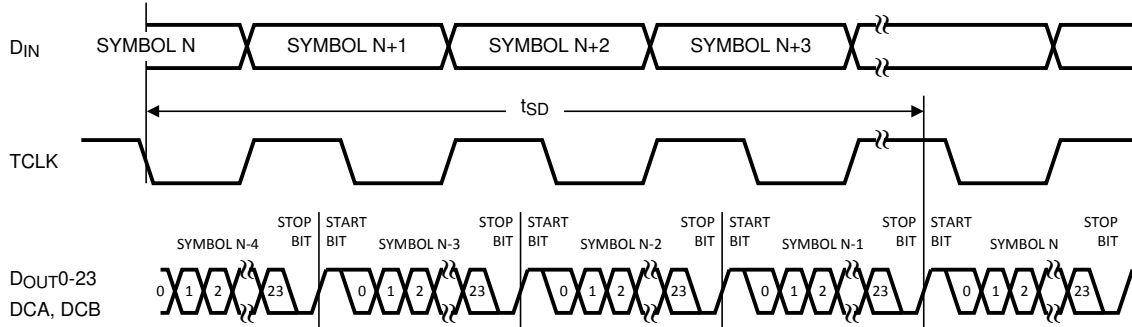 DIN
SYMBOL N SYMBOL N+1 SYMBOL N+2 SYMBOL N+3
tSD
TCLK
STOP BIT START BIT STOP BIT START BIT STOP BIT START BIT STOP BIT START BIT STOP BIT
SYMBOL N-4 SYMBOL N-3 SYMBOL N-2 SYMBOL N-1 SYMBOL N
DOUT0-23
DCA, DCB
0 1 2 23 0 1 2 23 0 1 2 23 0 1 2 23 0 1 2 23